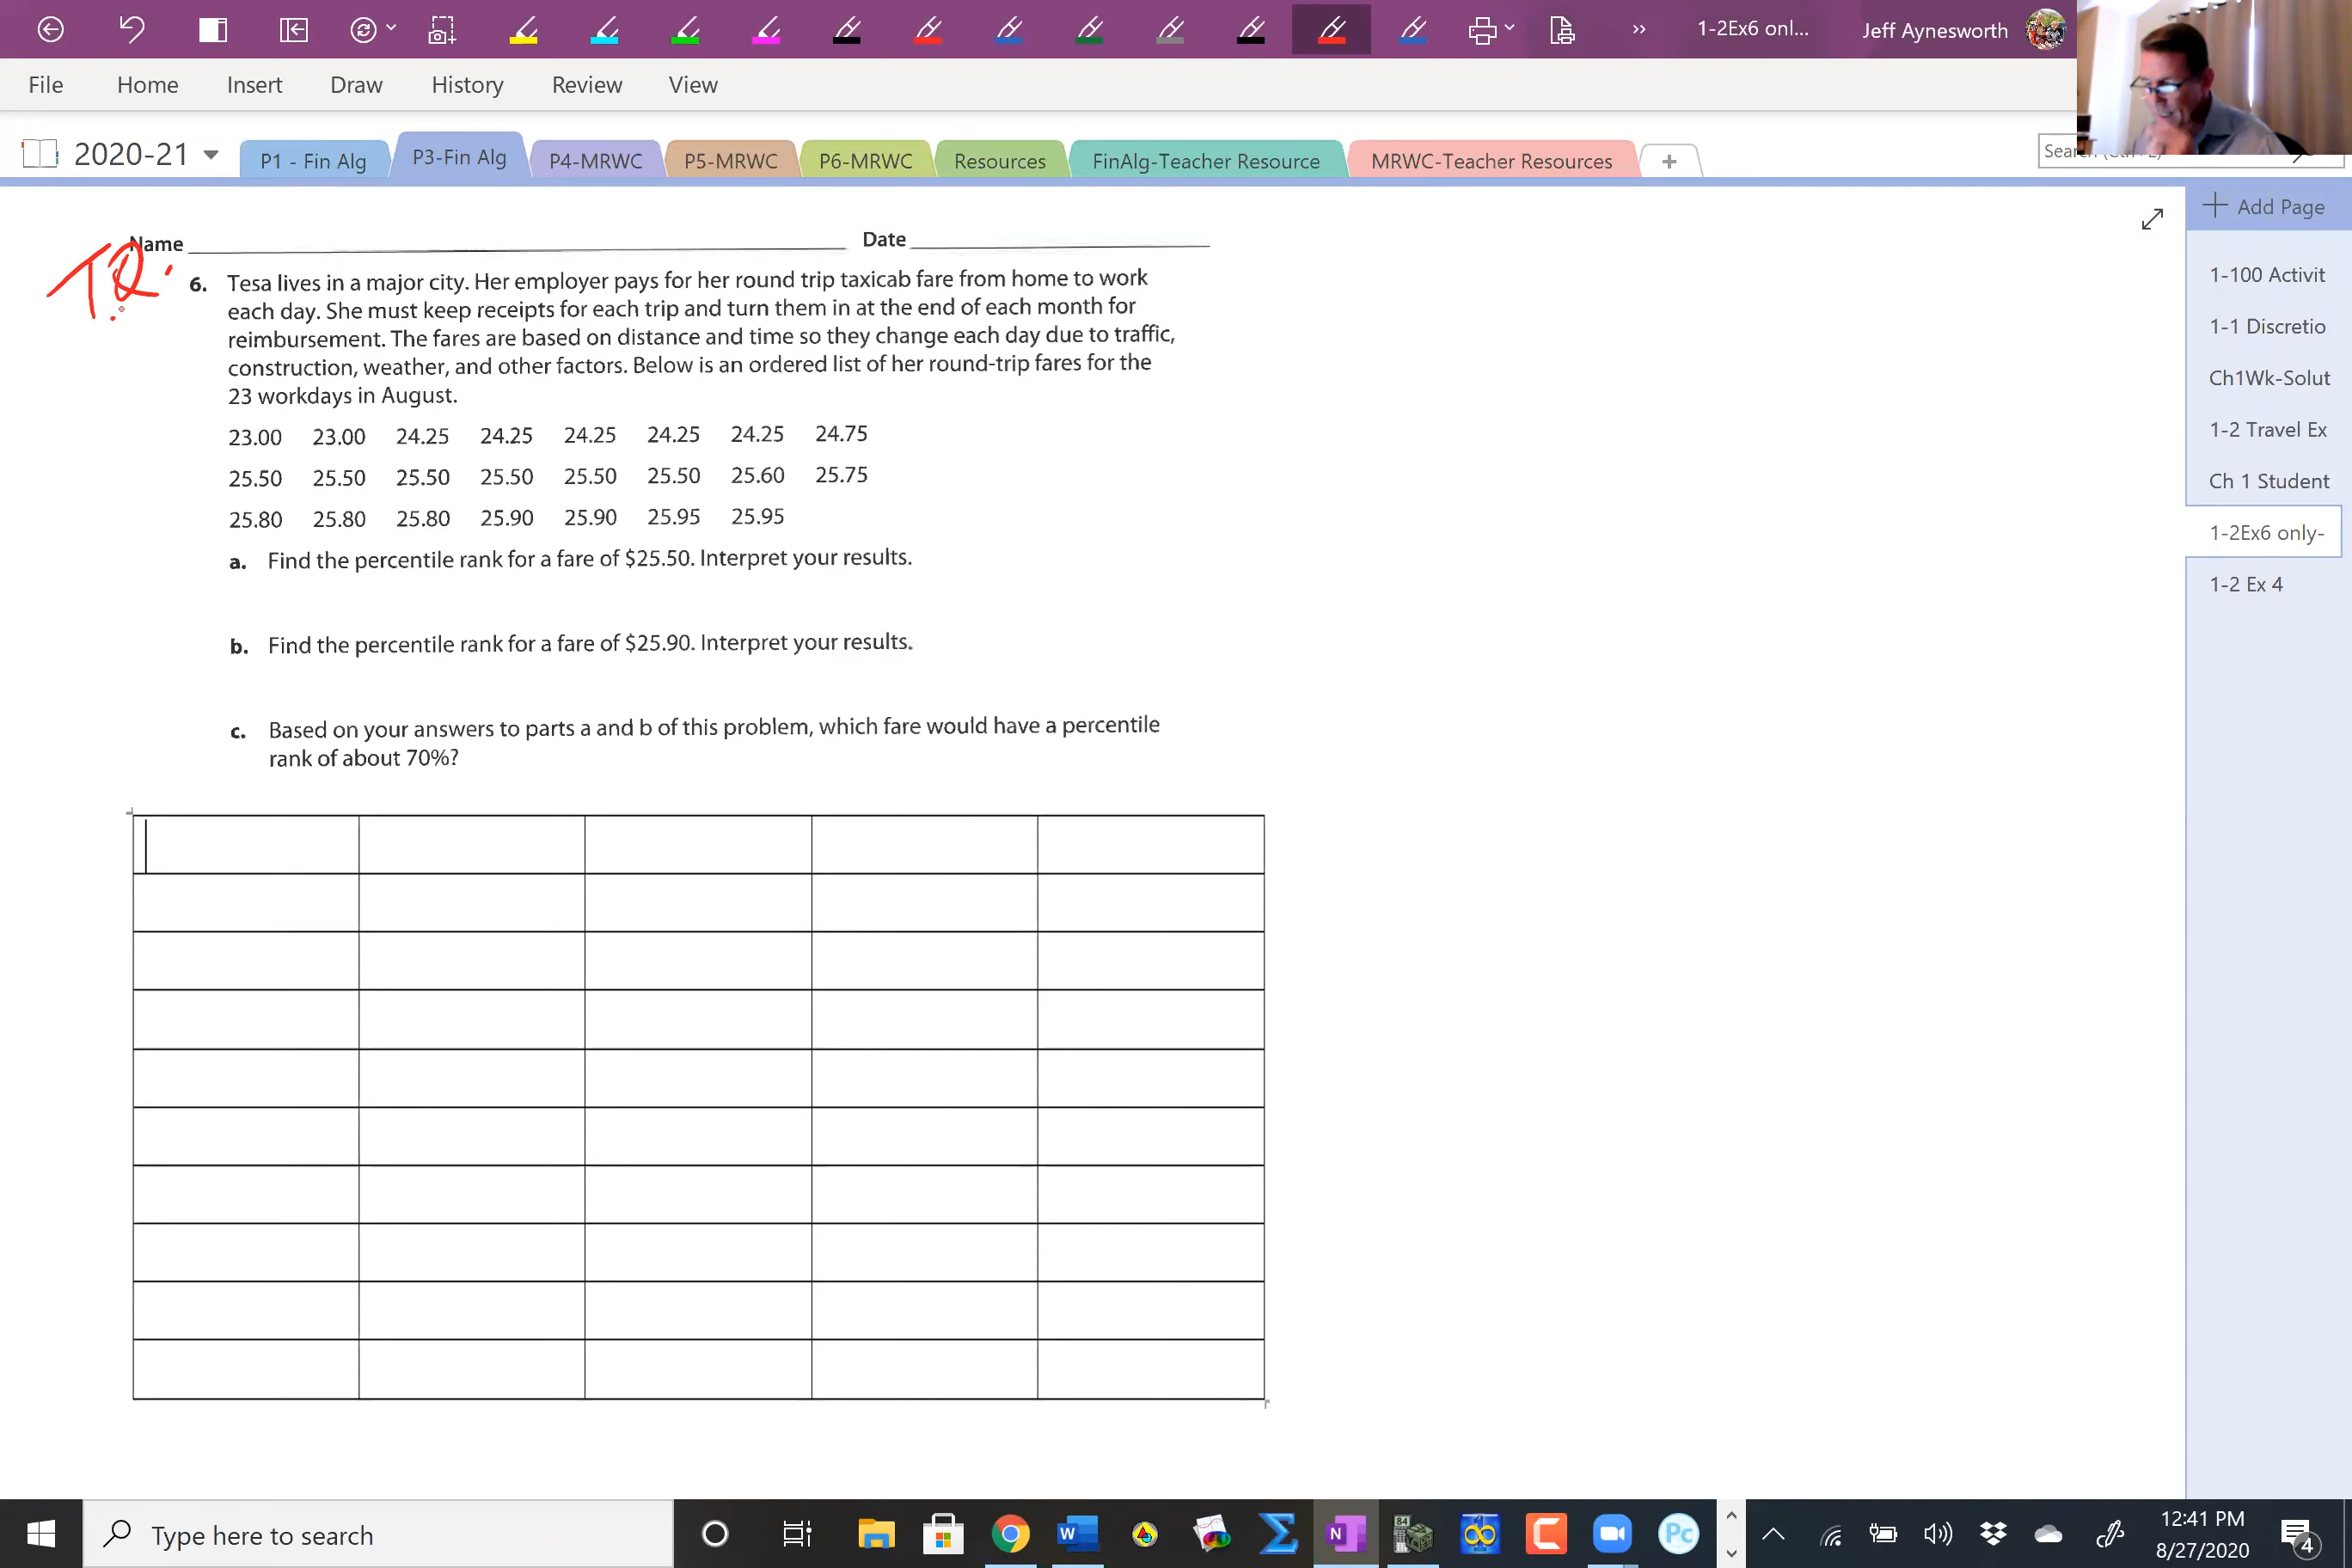 1-2Ex6 onl...
Jeff Aynesworth
File Home Insert Draw History Review View
2020-21
P1 - Fin Alg P3-Fin Alg P4-MRWC P5-MRWC P6-MRWC Resources FinAlg-Teacher Resource MRWC-Teacher Resources +
Add Page
1-100 Activit
1-1 Discretio
Ch1Wk-Solut
1-2 Travel Ex
Ch 1 Student
1-2Ex6 only-
1-2 Ex 4
TQ:
Name Date
6. Tesa lives in a major city. Her employer pays for her round trip taxicab fare from home to work
each day. She must keep receipts for each trip and turn them in at the end of each month for
reimbursement. The fares are based on distance and time so they change each day due to traffic,
construction, weather, and other factors. Below is an ordered list of her round-trip fares for the
23 workdays in August.
23.00 23.00 24.25 24.25 24.25 24.25 24.25 24.75
25.50 25.50 25.50 25.50 25.50 25.50 25.60 25.75
25.80 25.80 25.80 25.90 25.90 25.95 25.95
a. Find the percentile rank for a fare of $25.50. Interpret your results.
b. Find the percentile rank for a fare of $25.90. Interpret your results.
c. Based on your answers to parts a and b of this problem, which fare would have a percentile
rank of about 70%?
Type here to search
W
84
N
Pc
12:41 PM
8/27/2020
4